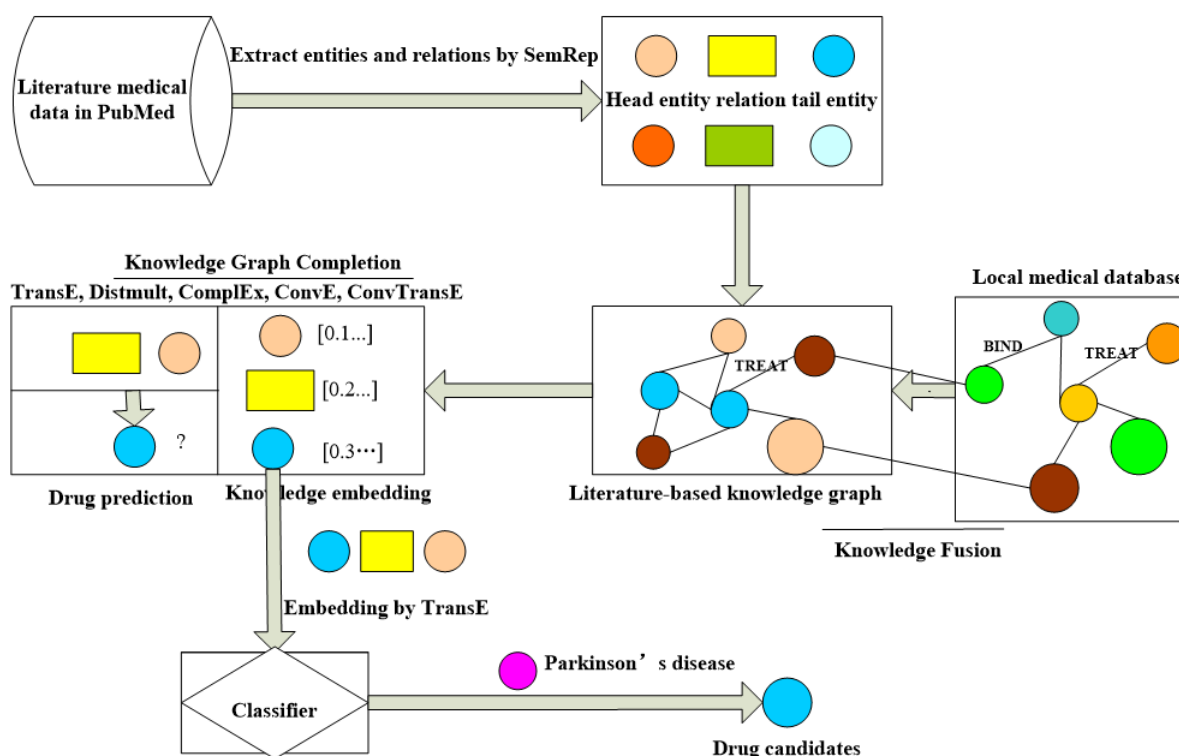 Extract entities and relations by SemRep
Literature medical
data in PubMed
Head entity relation tail entity
Knowledge Graph Completion
TransE, Distmult, ComplEx, ConvE, ConvTransE
Local medical database
[0.1...]
[0.2...]
[0.3···]
?
TREAT
BIND
TREAT
Drug prediction
Knowledge embedding
Literature-based knowledge graph
Knowledge Fusion
Embedding by TransE
Parkinson’s disease
Classifier
Drug candidates